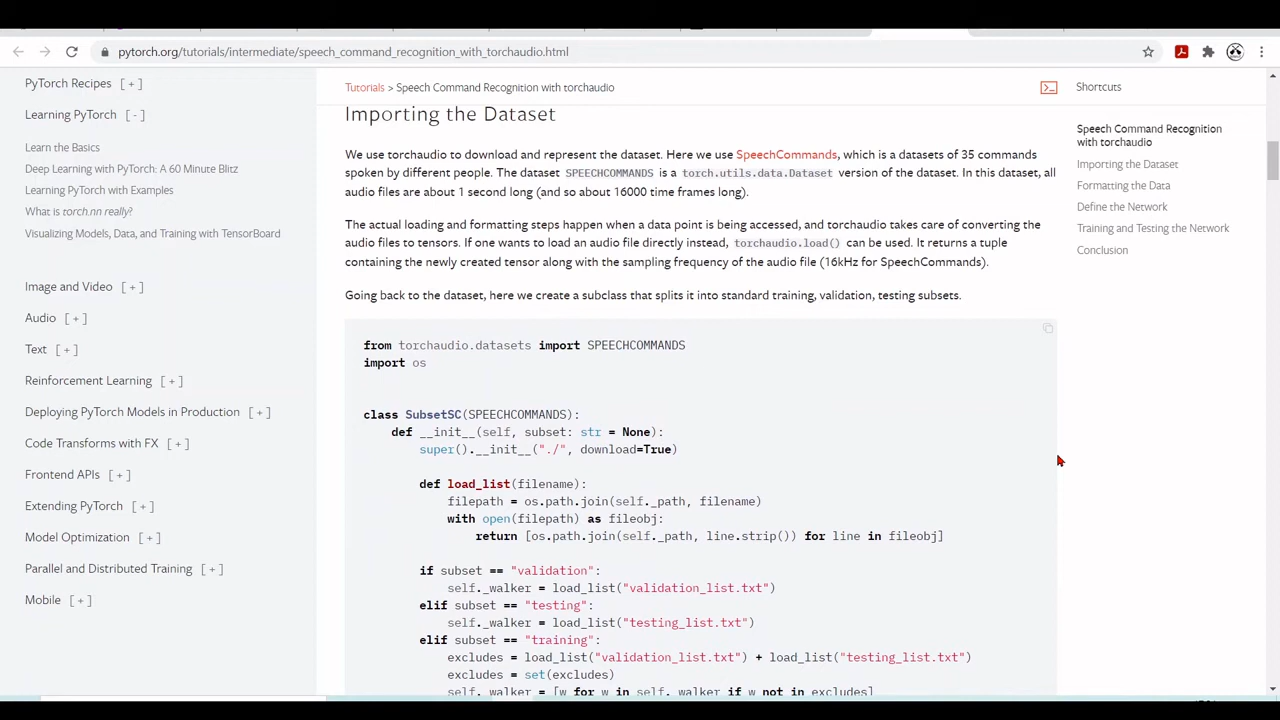 pytorch.org/tutorials/intermediate/speech_command_recognition_with_torchaudio.html
PyTorch Recipes [ + ]
Learning PyTorch [ - ]
Learn the Basics
Deep Learning with PyTorch: A 60 Minute Blitz
Learning PyTorch with Examples
What is torch.nn really?
Visualizing Models, Data, and Training with TensorBoard
Image and Video [ + ]
Audio [ + ]
Text [ + ]
Reinforcement Learning [ + ]
Deploying PyTorch Models in Production [ + ]
Code Transforms with FX [ + ]
Frontend APIs [ + ]
Extending PyTorch [ + ]
Model Optimization [ + ]
Parallel and Distributed Training [ + ]
Mobile [ + ]
Tutorials > Speech Command Recognition with torchaudio
Importing the Dataset
We use torchaudio to download and represent the dataset. Here we use SpeechCommands, which is a datasets of 35 commands
spoken by different people. The dataset SPEECHCOMMANDS is a torch.utils.data.Dataset version of the dataset. In this dataset, all
audio files are about 1 second long (and so about 16000 time frames long).
The actual loading and formatting steps happen when a data point is being accessed, and torchaudio takes care of converting the
audio files to tensors. If one wants to load an audio file directly instead, torchaudio.load() can be used. It returns a tuple
containing the newly created tensor along with the sampling frequency of the audio file (16kHz for SpeechCommands).
Going back to the dataset, here we create a subclass that splits it into standard training, validation, testing subsets.
from torchaudio.datasets import SPEECHCOMMANDS
import os
class SubsetSC(SPEECHCOMMANDS):
def __init__(self, subset: str = None):
super().__init__("./", download=True)
def load_list(filename):
filepath = os.path.join(self._path, filename)
with open(filepath) as fileobj:
return [os.path.join(self._path, line.strip()) for line in fileobj]
if subset == "validation":
self._walker = load_list("validation_list.txt")
elif subset == "testing":
self._walker = load_list("testing_list.txt")
elif subset == "training":
excludes = load_list("validation_list.txt") + load_list("testing_list.txt")
excludes = set(excludes)
self._walker = [w for w in self._walker if w not in excludes]
Shortcuts
Speech Command Recognition
with torchaudio
Importing the Dataset
Formatting the Data
Define the Network
Training and Testing the Network
Conclusion